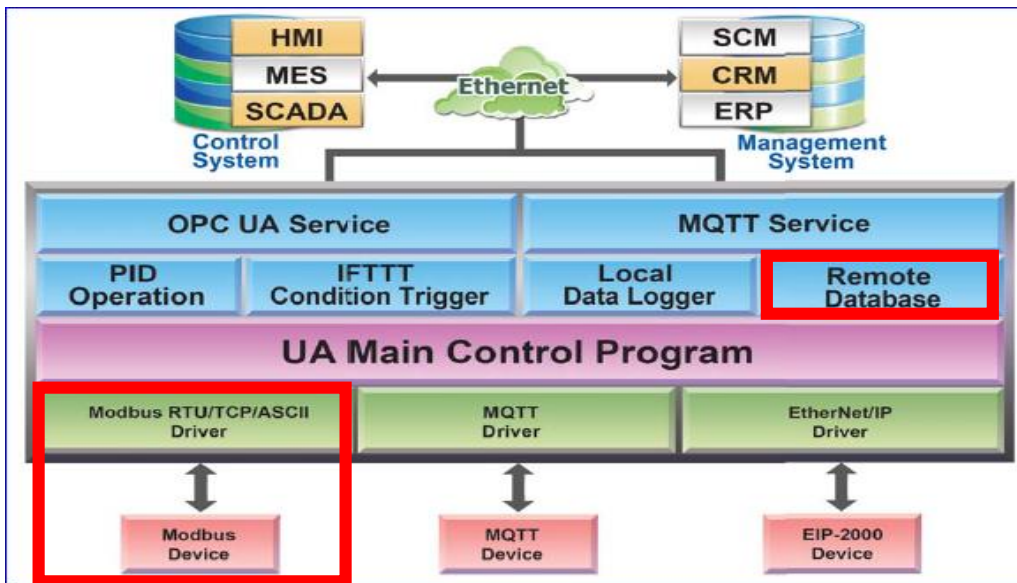 HMI
MES
SCADA
Control
System
Ethernet
SCM
CRM
ERP
Management
System
OPC UA Service
MQTT Service
PID
Operation
IFTTT
Condition Trigger
Local
Data Logger
Remote
Database
UA Main Control Program
Modbus RTU/TCP/ASCII
Driver
MQTT
Driver
EtherNet/IP
Driver
Modbus
Device
MQTT
Device
EIP-2000
Device